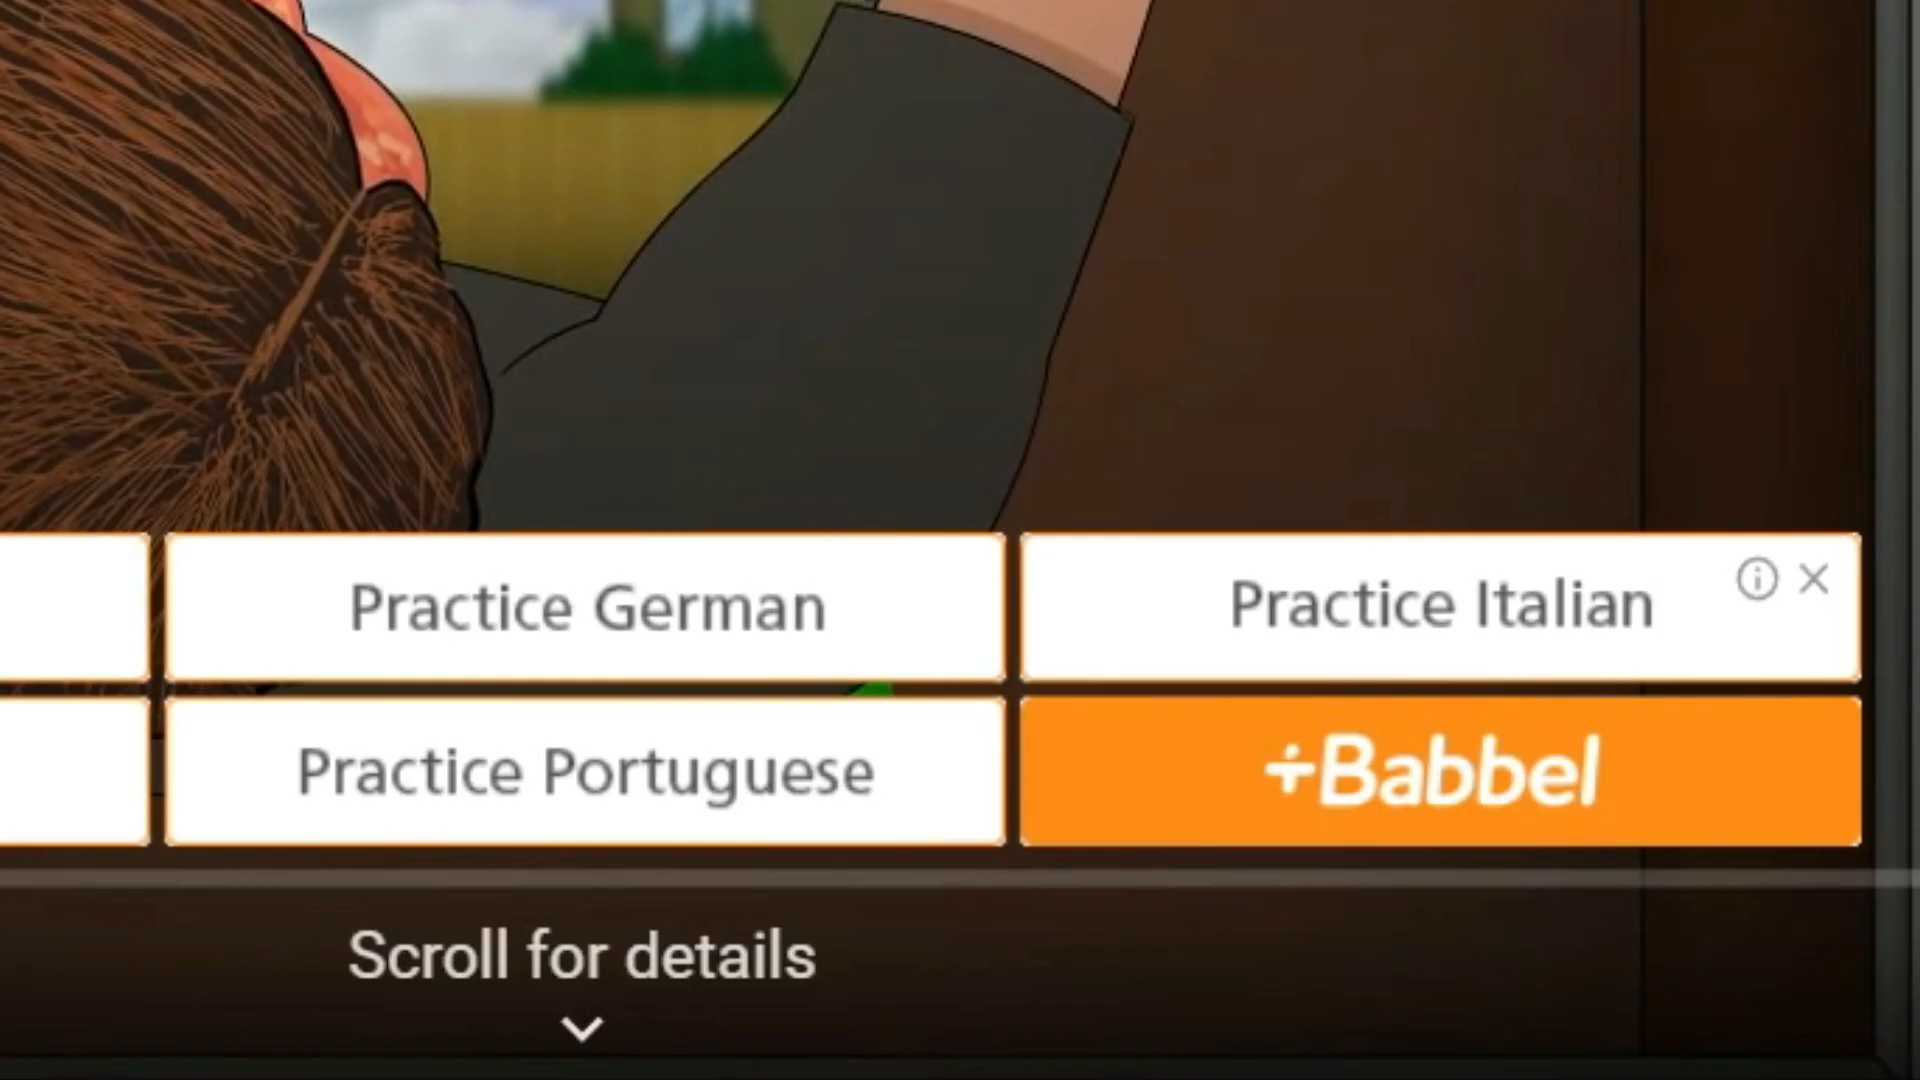 Practice German
Practice Italian
Practice Portuguese
+Babbel
Scroll for details